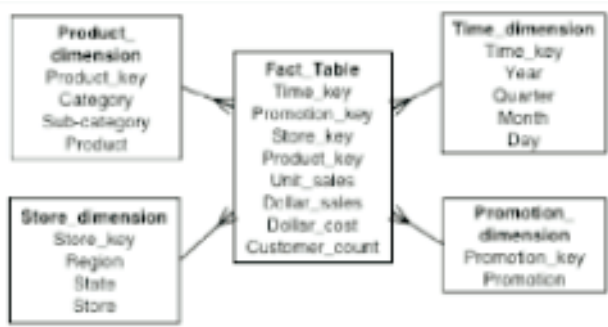 Product_
dimension
Product_key
Category
Sub-category
Product
Fact_Table
Time_key
Promotion_key
Store_key
Product_key
Unit_sales
Dollar_sales
Dollar_cost
Customer_count
Time_dimension
Time_key
Year
Quarter
Month
Day
Store_dimension
Store_key
Region
State
Store
Promotion_
dimension
Promotion_key
Promotion